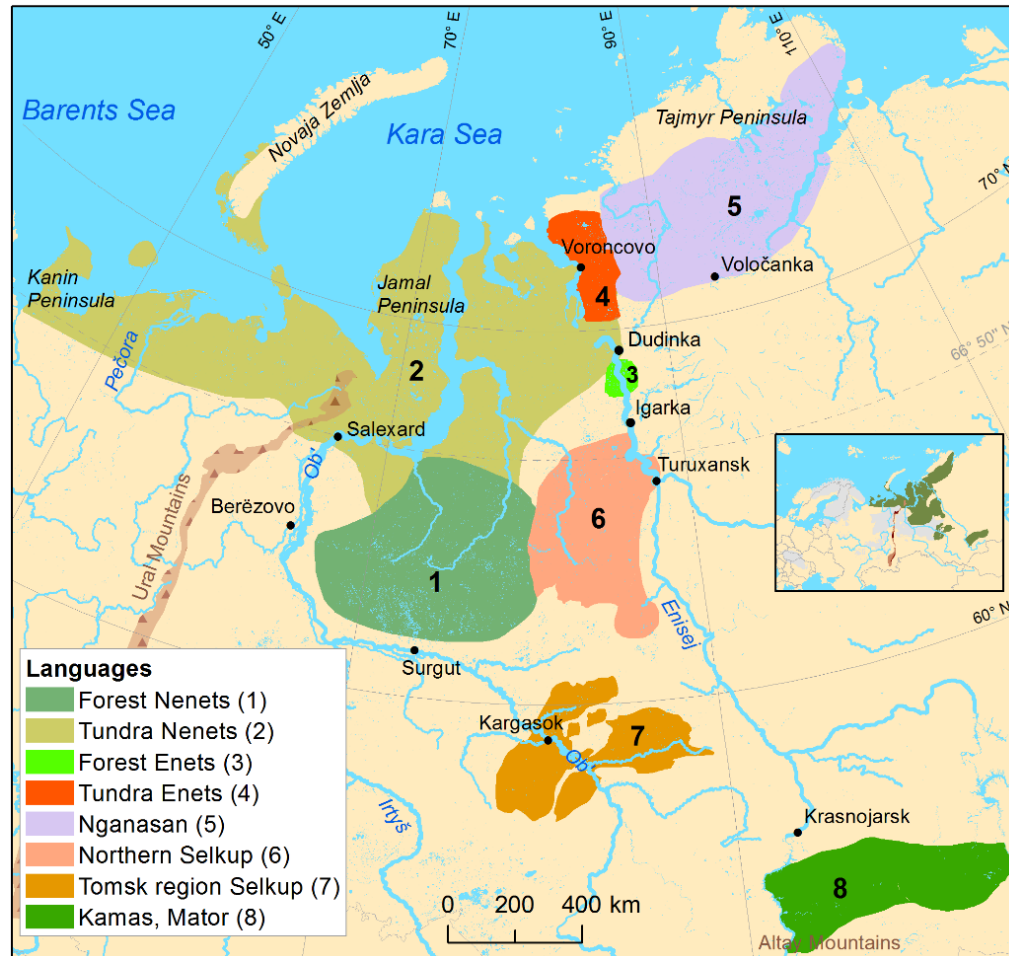 50° E
70° E
90° E
110° E
Barents Sea
Novaja Zemlja
Kara Sea
Tajmyr Peninsula
70° N
5
Voroncovo
Voločanka
Kanin
Peninsula
Jamal
Peninsula
4
Pečora
Dudinka
66° 50" N
2
3
Igarka
Salexard
Ob'
Turuxansk
Berëzovo
6
Ural Mountains
1
Enisej
60° N
Surgut
Languages
Forest Nenets (1)
Tundra Nenets (2)
Forest Enets (3)
Tundra Enets (4)
Nganasan (5)
Northern Selkup (6)
Tomsk region Selkup (7)
Kamas, Mator (8)
Kargasok
7
Ob'
Irtyš
Krasnojarsk
8
0 200 400 km
Altay Mountains